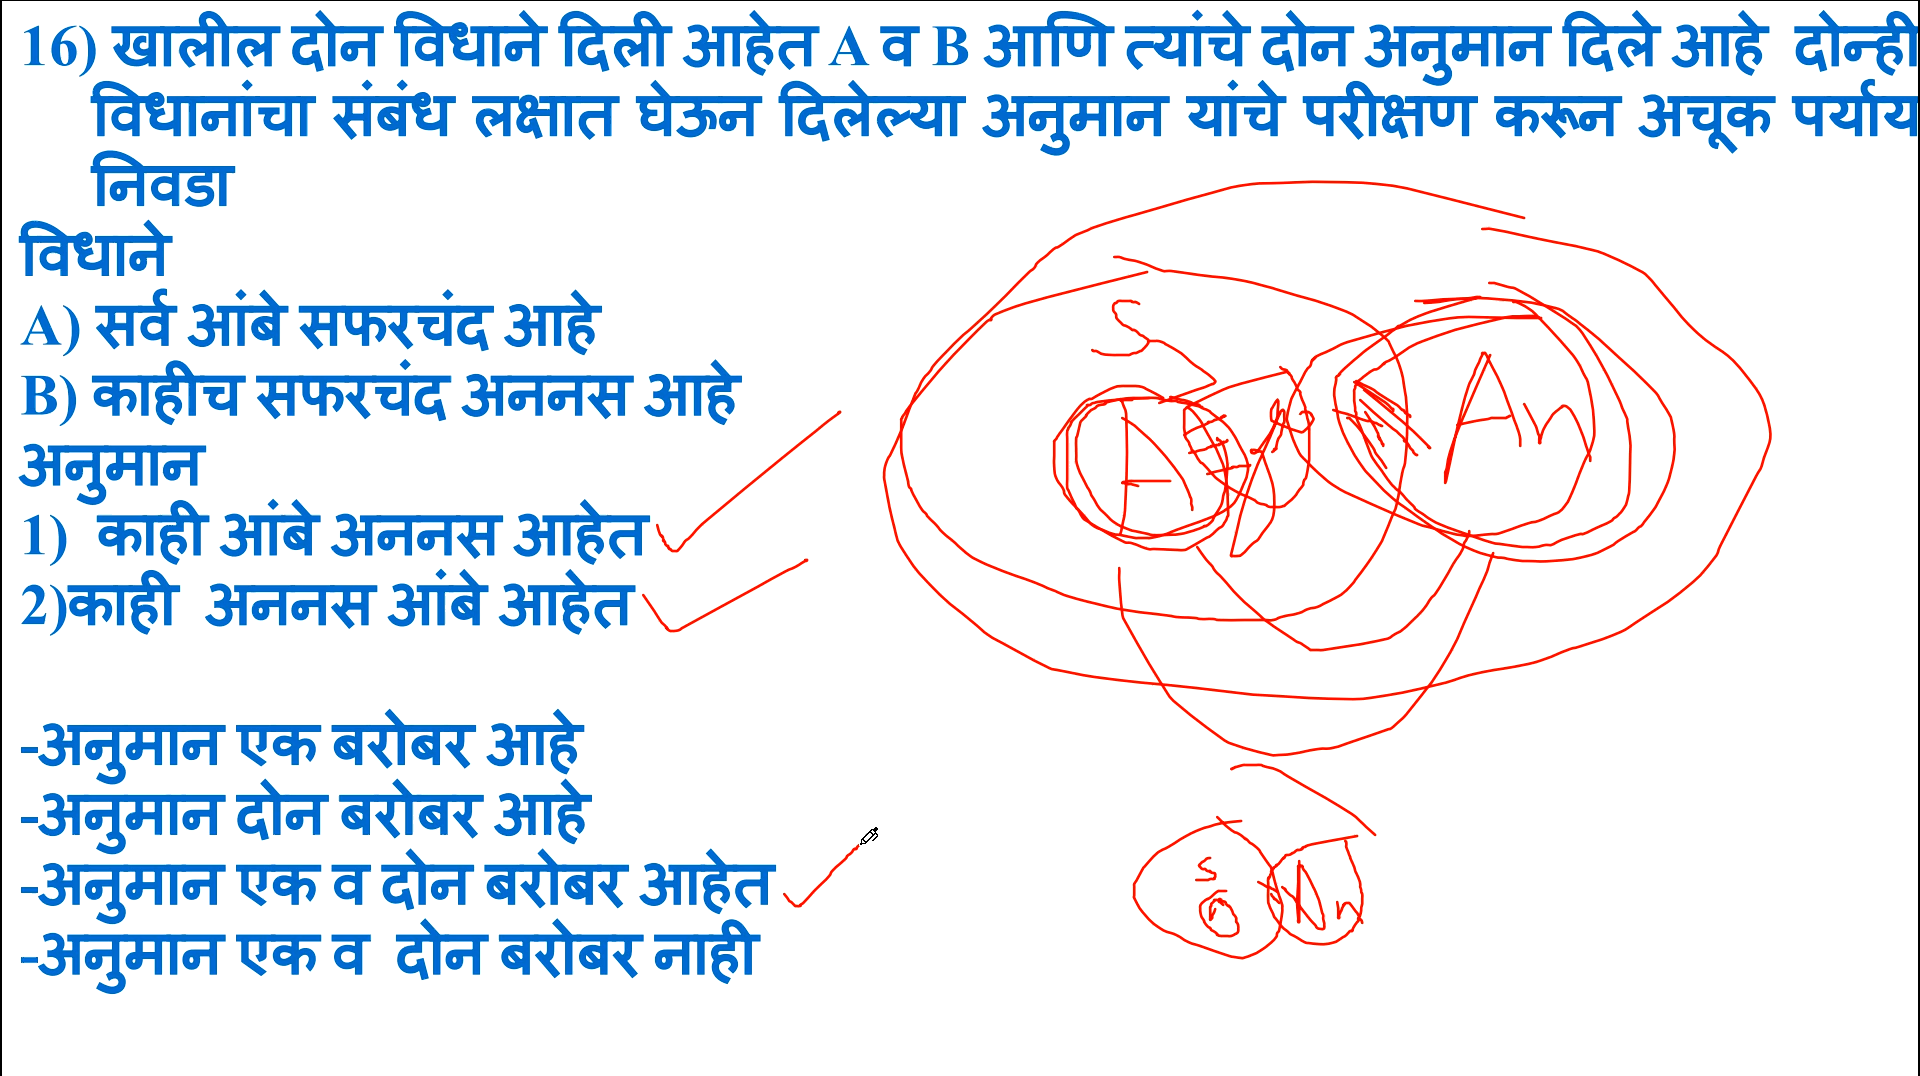 16) खालील दोन विधाने दिली आहेत A व B आणि त्यांचे दोन अनुमान दिले आहे दोन्ही
विधानांचा संबंध लक्षात घेऊन दिलेल्या अनुमान यांचे परीक्षण करून अचूक पर्याय
निवडा
विधाने
A) सर्व आंबे सफरचंद आहे
B) काहीच सफरचंद अननस आहे
अनुमान
1) काही आंबे अननस आहेत
2)काही अननस आंबे आहेत
-अनुमान एक बरोबर आहे
-अनुमान दोन बरोबर आहे
-अनुमान एक व दोन बरोबर आहेत
-अनुमान एक व दोन बरोबर नाही
S
A
An
S
An